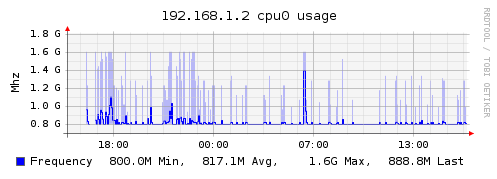 192.168.1.2 cpu0 usage
RRDTOOL / TOBI OETIKER
Mhz
1.8 G
1.6 G
1.4 G
1.2 G
1.0 G
0.8 G
18:00 00:00 07:00 13:00
Frequency 800.0M Min, 817.1M Avg, 1.6G Max, 888.8M Last